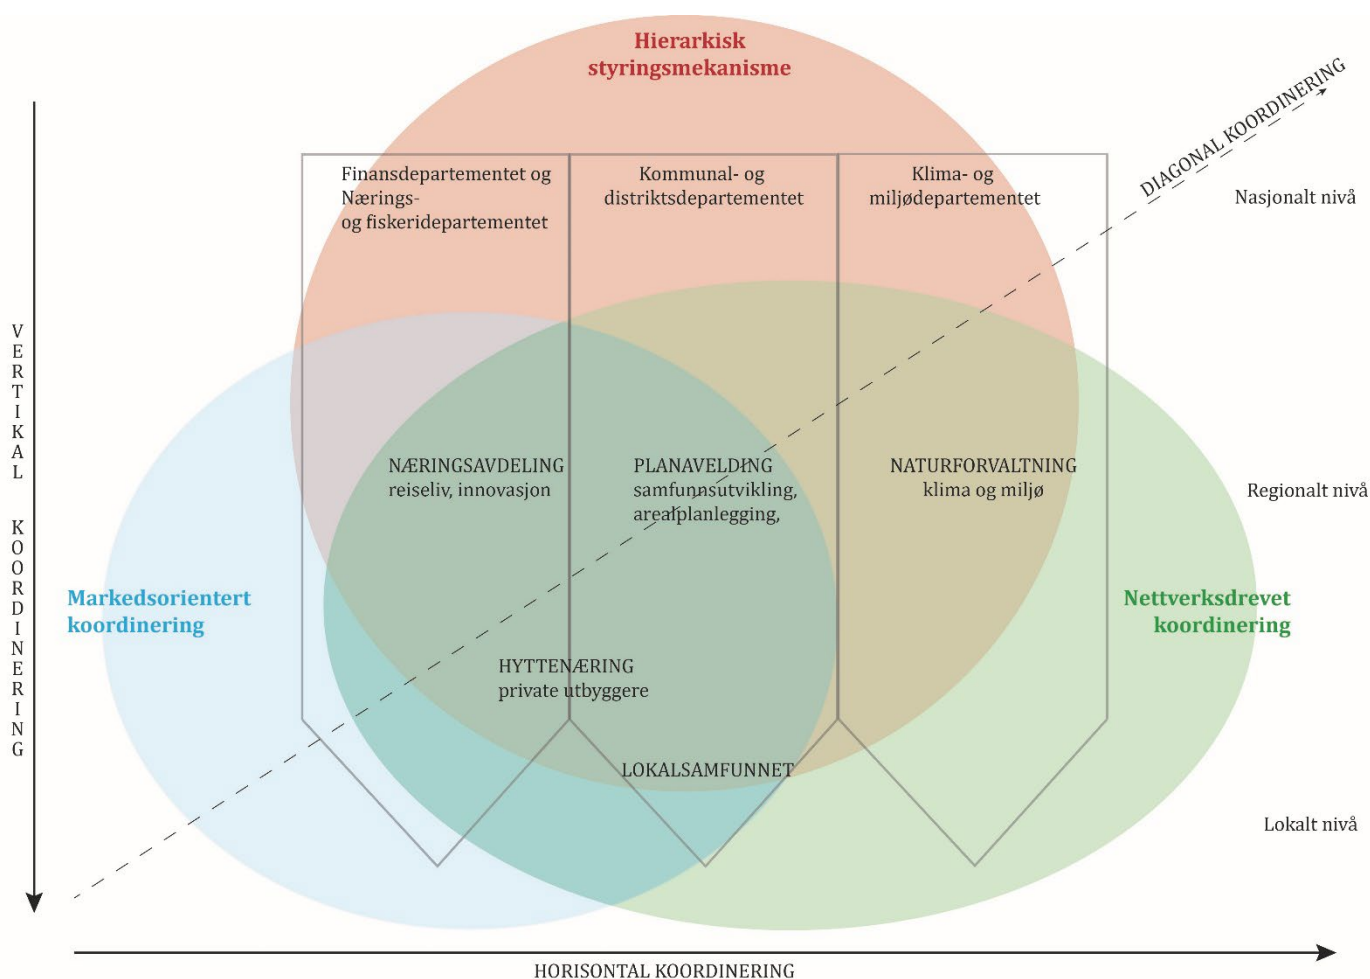 Hierarkisk
styringsmekanisme
DIAGONAL KOORDINERING
Finansdepartementet og
Nærings-
og fiskeridepartementet
Kommunal- og
distriktsdepartementet
Klima- og
miljødepartementet
Nasjonalt nivå
VERTIKAL KOORDINERING
NÆRINGSAVDELING
reiseliv, innovasjon
PLANAVELDING
samfunnsutvikling,
arealplanlegging,
NATURFORVALTNING
klima og miljø
Regionalt nivå
Markedsorientert
koordinering
Nettverksdrevet
koordinering
HYTTENÆRING
private utbyggere
LOKALSAMFUNNET
Lokalt nivå
HORISONTAL KOORDINERING